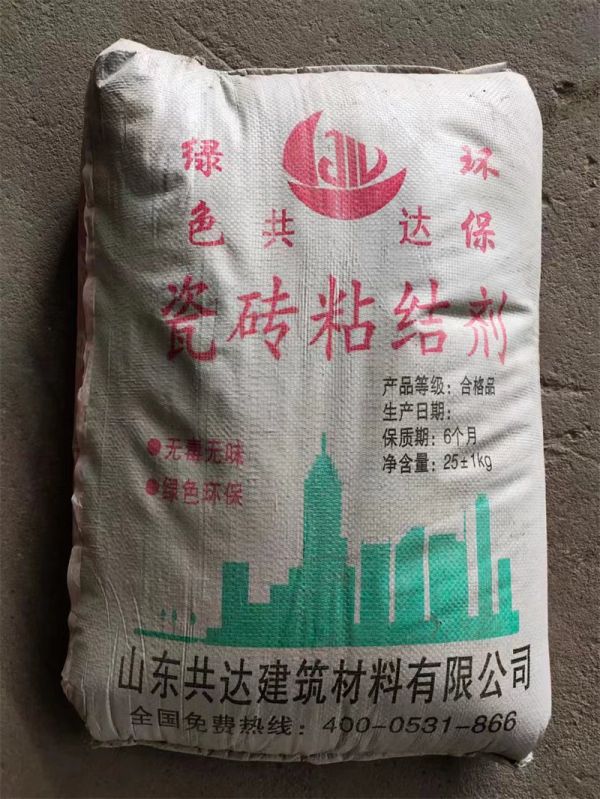 绿 环
色 共 达 保
瓷砖粘结剂
产品等级：合格品
生产日期：
保质期：6个月
净含量：25±1kg
●无毒无味
●绿色环保
山东共达建筑材料有限公司
全国免费热线：400-0531-866